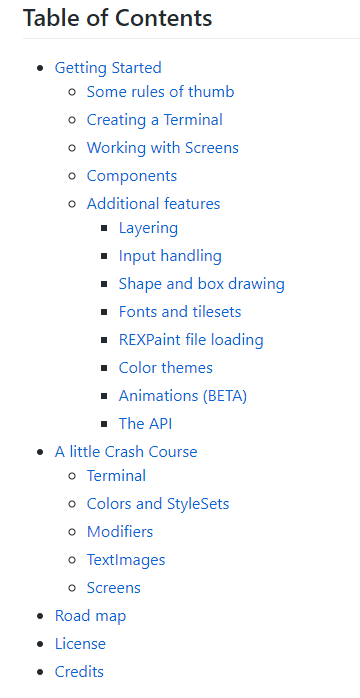 Table of Contents
Getting Started
Some rules of thumb
Creating a Terminal
Working with Screens
Components
Additional features
Layering
Input handling
Shape and box drawing
Fonts and tilesets
REXPaint file loading
Color themes
Animations (BETA)
The API
A little Crash Course
Terminal
Colors and StyleSets
Modifiers
TextImages
Screens
Road map
License
Credits